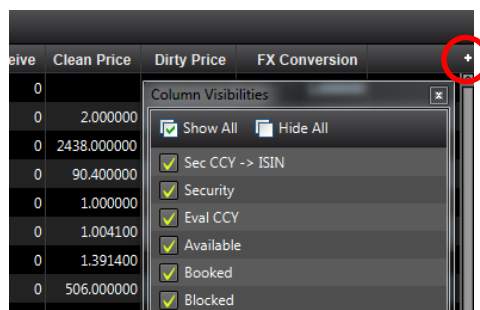 eive Clean Price Dirty Price FX Conversion +
0
0 2.000000
0 2438.000000
0 90.400000
0 1.000000
0 1.004100
0 1.391400
0 506.000000
Column Visibilities x
Show All Hide All
Sec CCY -> ISIN
Security
Eval CCY
Available
Booked
Blocked